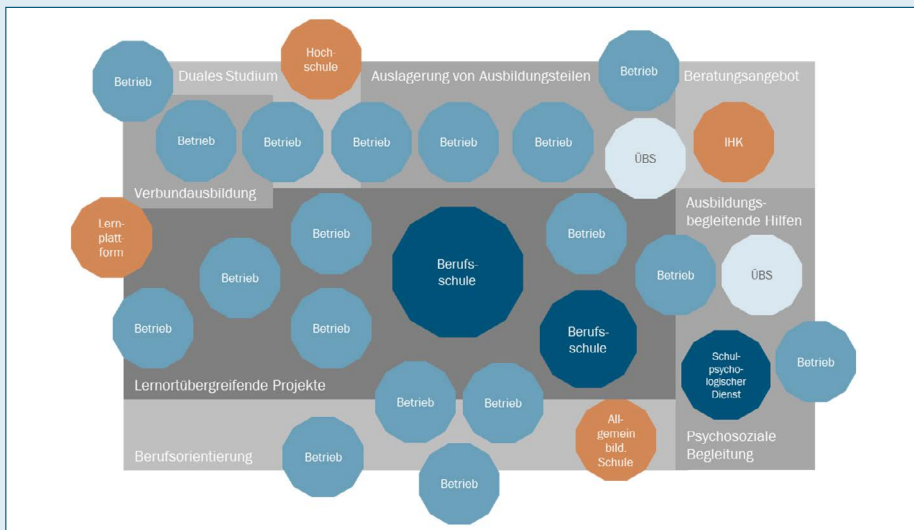 Hoch-
schule
Betrieb
Duales Studium
Auslagerung von Ausbildungsteilen
Betrieb
Beratungsangebot
Betrieb
Betrieb
Betrieb
Betrieb
Betrieb
ÜBS
IHK
Verbundausbildung
Ausbildungs-
begleitende Hilfen
Lern-
platt-
form
Betrieb
Betrieb
Berufs-
schule
Betrieb
Betrieb
ÜBS
Betrieb
Betrieb
Berufs-
schule
Schul-
psycho-
logischer
Dienst
Betrieb
Lernortübergreifende Projekte
Betrieb
Betrieb
All-
gemein
bild.
Schule
Psychosoziale
Begleitung
Berufsorientierung
Betrieb
Betrieb